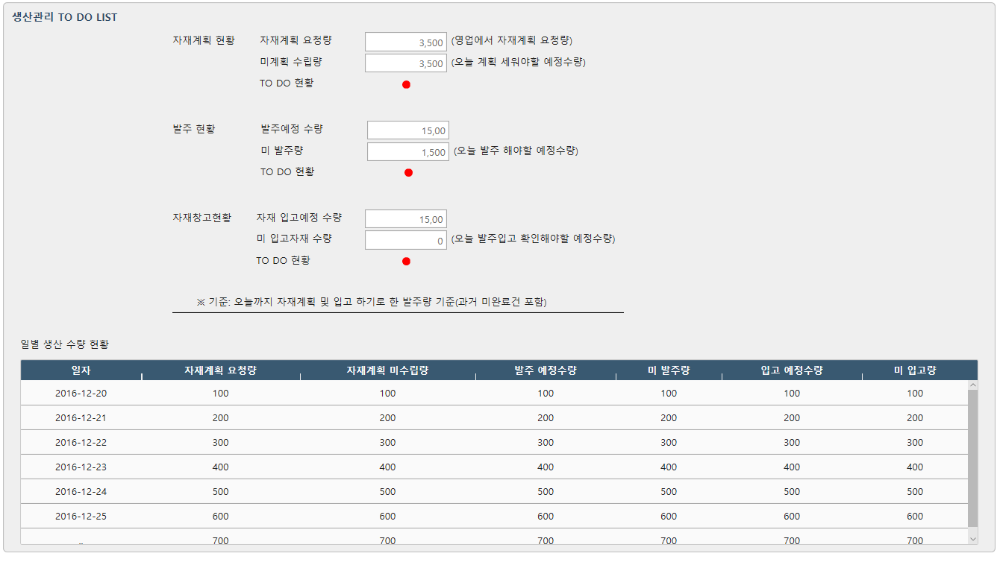 생산관리 TO DO LIST
자재계획 현황 자재계획 요청량 3,500 (영업에서 자재계획 요청량)
미계획 수립량 3,500 (오늘 계획 세워야할 예정수량)
TO DO 현황
발주 현황 발주예정 수량 15,00
미 발주량 1,500 (오늘 발주 해야할 예정수량)
TO DO 현황
자재창고현황 자재 입고예정 수량 15,00
미 입고자재 수량 0 (오늘 발주입고 확인해야할 예정수량)
TO DO 현황
※ 기준: 오늘까지 자재계획 및 입고 하기로 한 발주량 기준(과거 미완료건 포함)
일별 생산 수량 현황
일자 자재계획 요청량 자재계획 미수립량 발주 예정수량 미 발주량 입고 예정수량 미 입고량
2016-12-20 100 100 100 100 100 100
2016-12-21 200 200 200 200 200 200
2016-12-22 300 300 300 300 300 300
2016-12-23 400 400 400 400 400 400
2016-12-24 500 500 500 500 500 500
2016-12-25 600 600 600 600 600 600
.. 700 700 700 700 700 700